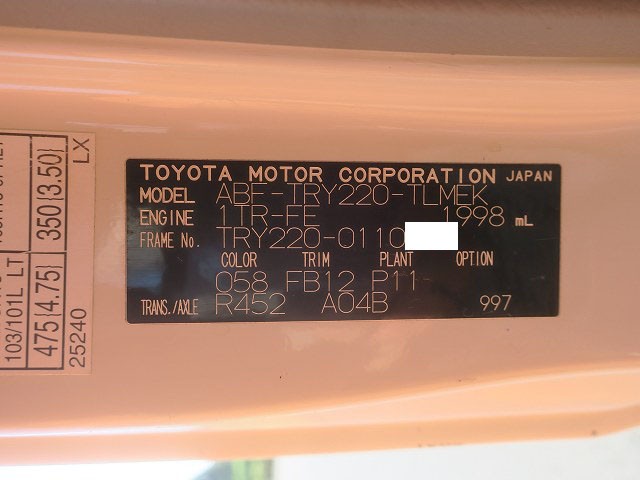 TOYOTA MOTOR CORPORATION JAPAN
MODEL ABF-TRY220-TLMEK
ENGINE 1TR-FE 1998 mL
FRAME No. TRY220-0110
COLOR TRIM PLANT OPTION
058 FB12 P11
TRANS./AXLE R452 A04B 997
103/101L LT
475[4.75]
350[3.50]
25240
LX